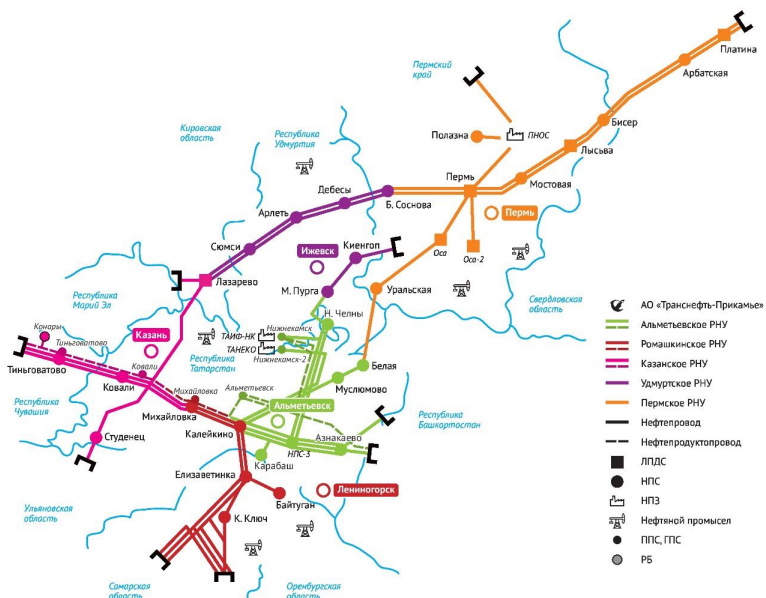 Платина
Арбатская
Пермский
край
Бисер
Полазна
ПНОС
Лысьва
Кировская
область
Республика
Удмуртия
Пермь
Мостовая
Дебесы
Б. Соснова
Арлеть
Пермь
Киенгоп
Сюмси
Ижевск
Оса
Оса-2
Лазарево
М. Пурга
Уральская
Свердловская
область
Республика
Марий Эл
Н. Челны
Конары
Казань
Нижнекамск
ТАИФ-НК
Тиньговатово
ТАНЕКО
Нижнекамск-2
Республика
Татарстан
Белая
Тиньговатово
Ковали
Ковали
Альметьевск
Муслюмово
Михайловка
Республика
Чувашия
Альметьевск
Республика
Башкортостан
Михайловка
Калейкино
Азнакаево
Студенец
НПС-3
Карабаш
Елизаветинка
Лениногорск
Байтуган
Ульяновская
область
К. Ключ
Самарская
область
Оренбургская
область
АО «Транснефть-Прикамье»
Альметьевское РНУ
Ромашкинское РНУ
Казанское РНУ
Удмуртское РНУ
Пермское РНУ
Нефтепровод
Нефтепродуктопровод
ЛПДС
НПС
НПЗ
Нефтяной промысел
ППС, ГПС
РБ